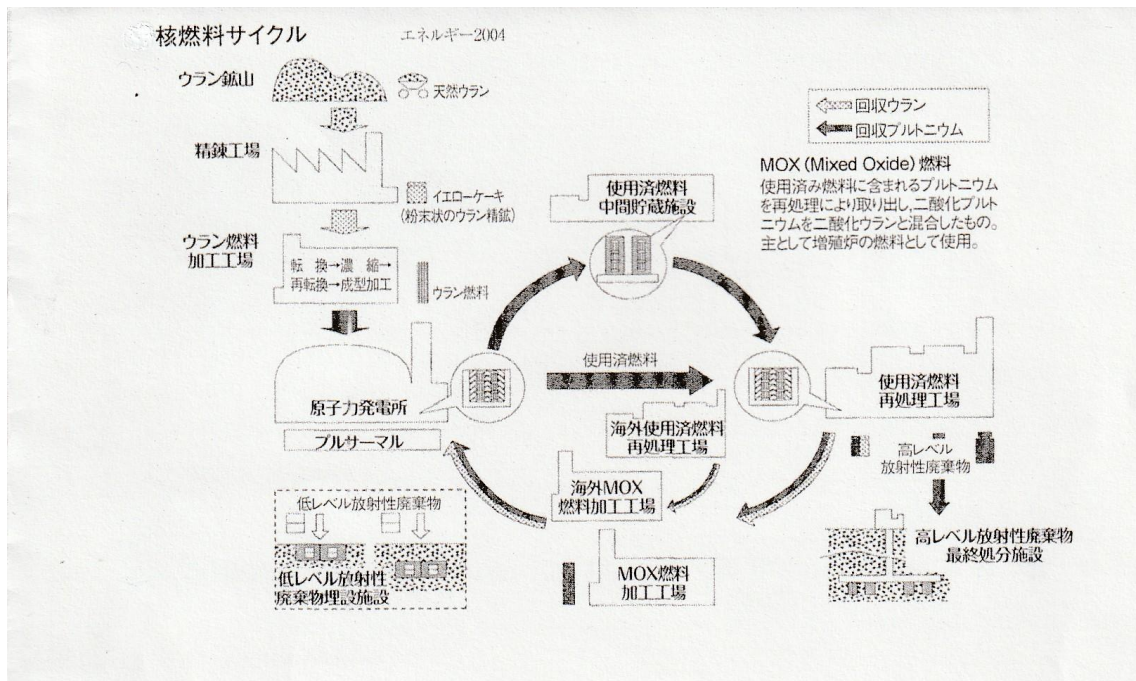 核燃料サイクル
エネルギー2004
ウラン鉱山
天然ウラン
精錬工場
イエローケーキ
(粉末状のウラン精鉱)
ウラン燃料
加工工場
転 換→濃 縮→
再転換→成型加工
ウラン燃料
原子力発電所
プルサーマル
低レベル放射性廃棄物
低レベル放射性
廃棄物埋設施設
使用済燃料
中間貯蔵施設
使用済燃料
海外使用済燃料
再処理工場
海外MOX
燃料加工工場
MOX燃料
加工工場
回収ウラン
回収プルトニウム
MOX (Mixed Oxide) 燃料
使用済み燃料に含まれるプルトニウム
を再処理により取り出し,二酸化プルト
ニウムを二酸化ウランと混合したもの。
主として増殖炉の燃料として使用。
使用済燃料
再処理工場
高レベル
放射性廃棄物
高レベル放射性廃棄物
最終処分施設